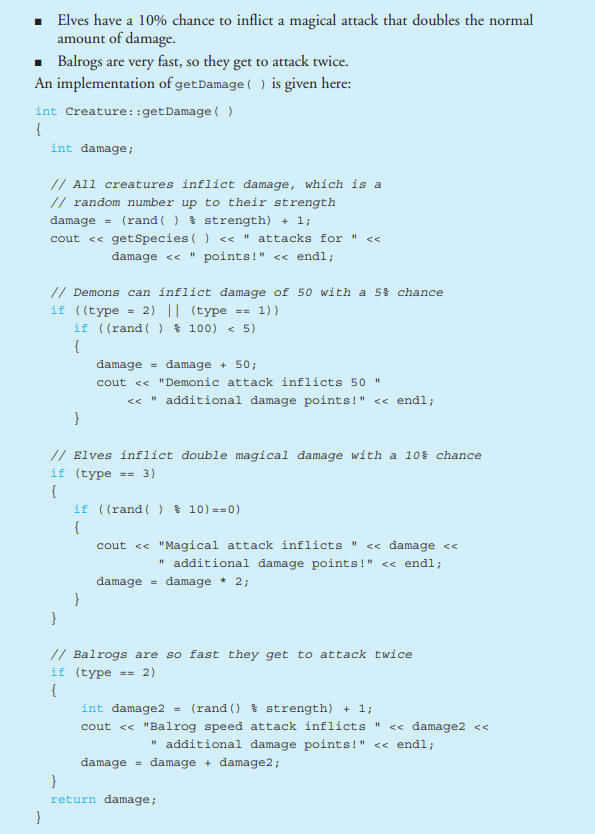 ■ Elves have a 10% chance to inflict a magical attack that doubles the normal
amount of damage.
■ Balrogs are very fast, so they get to attack twice.
An implementation of getDamage( ) is given here:
int Creature::getDamage( )
{
  int damage;

  // All creatures inflict damage, which is a
  // random number up to their strength
  damage = (rand( ) % strength) + 1;
  cout << getSpecies( ) << " attacks for " <<
          damage << " points!" << endl;

  // Demons can inflict damage of 50 with a 5% chance
  if ((type = 2) || (type == 1))
     if ((rand( ) % 100) < 5)
     {
        damage = damage + 50;
        cout << "Demonic attack inflicts 50 "
            << " additional damage points!" << endl;
     }

  // Elves inflict double magical damage with a 10% chance
  if (type == 3)
  {
     if ((rand( ) % 10)==0)
     {
        cout << "Magical attack inflicts " << damage <<
                " additional damage points!" << endl;
        damage = damage * 2;
     }
  }

  // Balrogs are so fast they get to attack twice
  if (type == 2)
  {
      int damage2 = (rand() % strength) + 1;
      cout << "Balrog speed attack inflicts " << damage2 <<
               " additional damage points!" << endl;
      damage = damage + damage2;
  }
  return damage;
}